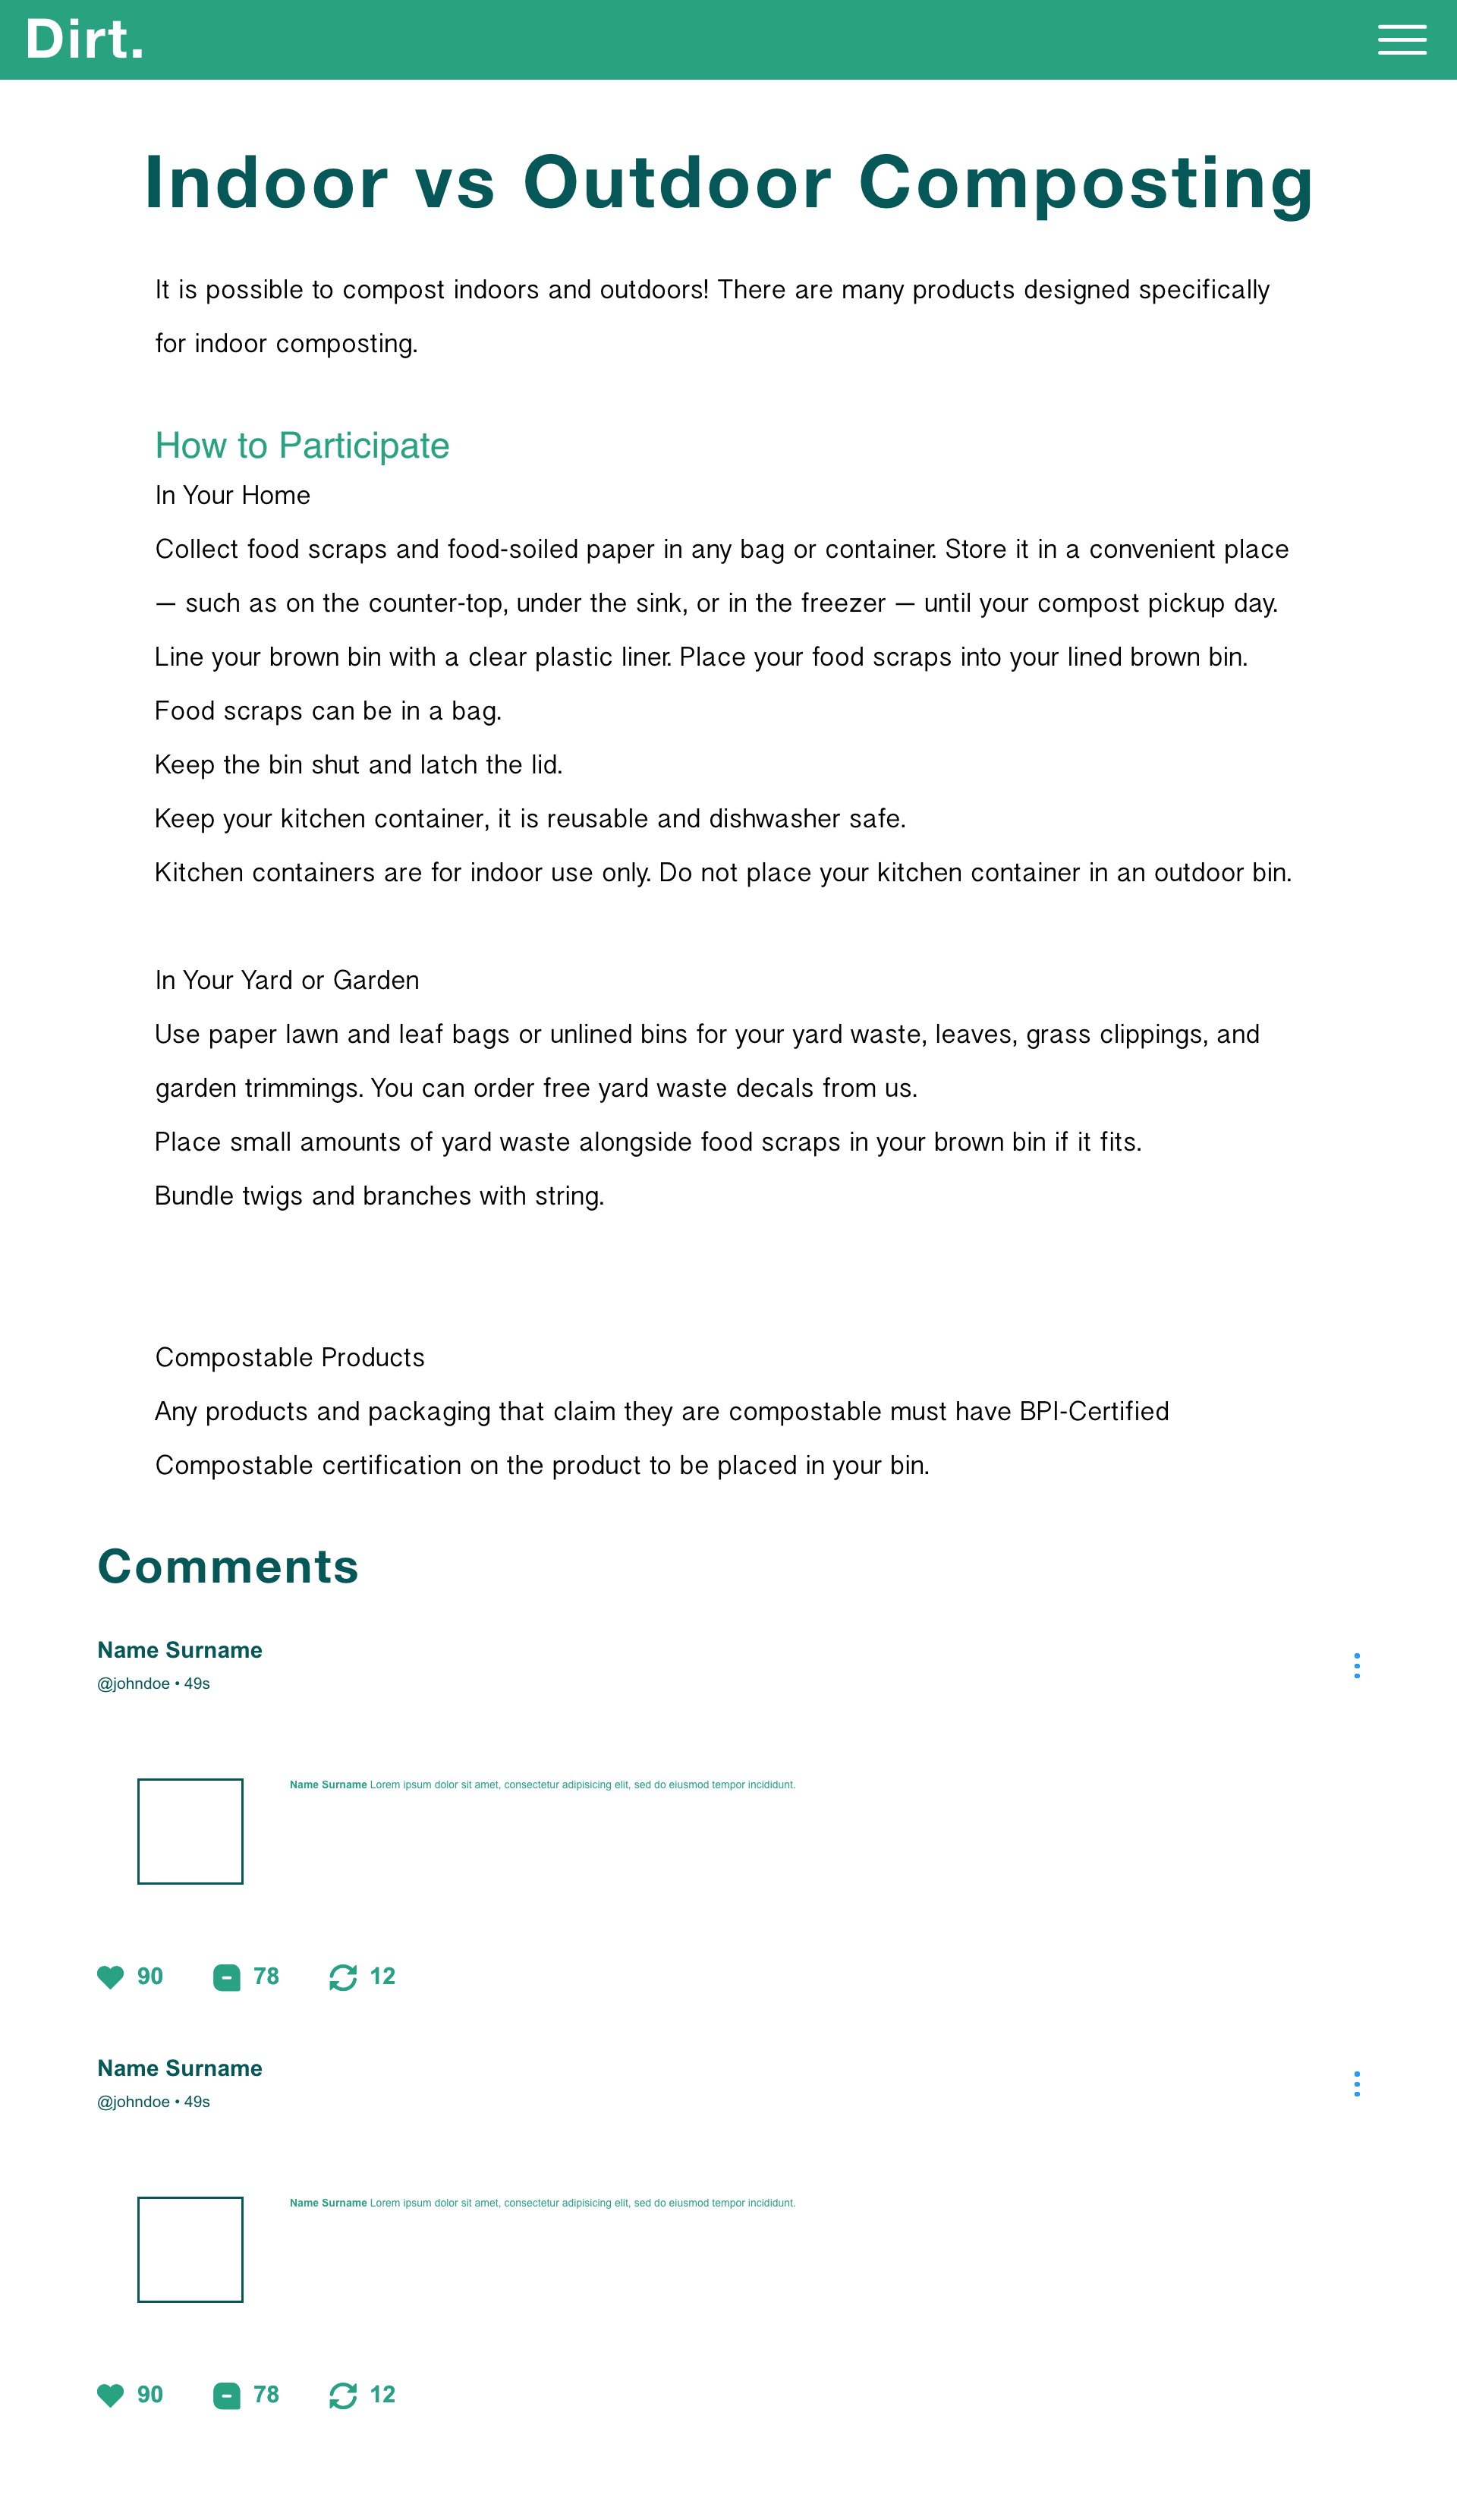 Dirt.
Indoor vs Outdoor Composting
It is possible to compost indoors and outdoors! There are many products designed specifically
for indoor composting.
How to Participate
In Your Home
Collect food scraps and food-soiled paper in any bag or container. Store it in a convenient place
— such as on the counter-top, under the sink, or in the freezer — until your compost pickup day.
Line your brown bin with a clear plastic liner. Place your food scraps into your lined brown bin.
Food scraps can be in a bag.
Keep the bin shut and latch the lid.
Keep your kitchen container, it is reusable and dishwasher safe.
Kitchen containers are for indoor use only. Do not place your kitchen container in an outdoor bin.
In Your Yard or Garden
Use paper lawn and leaf bags or unlined bins for your yard waste, leaves, grass clippings, and
garden trimmings. You can order free yard waste decals from us.
Place small amounts of yard waste alongside food scraps in your brown bin if it fits.
Bundle twigs and branches with string.
Compostable Products
Any products and packaging that claim they are compostable must have BPI-Certified
Compostable certification on the product to be placed in your bin.
Comments
Name Surname
@johndoe • 49s
Name Surname Lorem ipsum dolor sit amet, consectetur adipisicing elit, sed do eiusmod tempor incididunt.
90 78 12
Name Surname
@johndoe • 49s
Name Surname Lorem ipsum dolor sit amet, consectetur adipisicing elit, sed do eiusmod tempor incididunt.
90 78 12